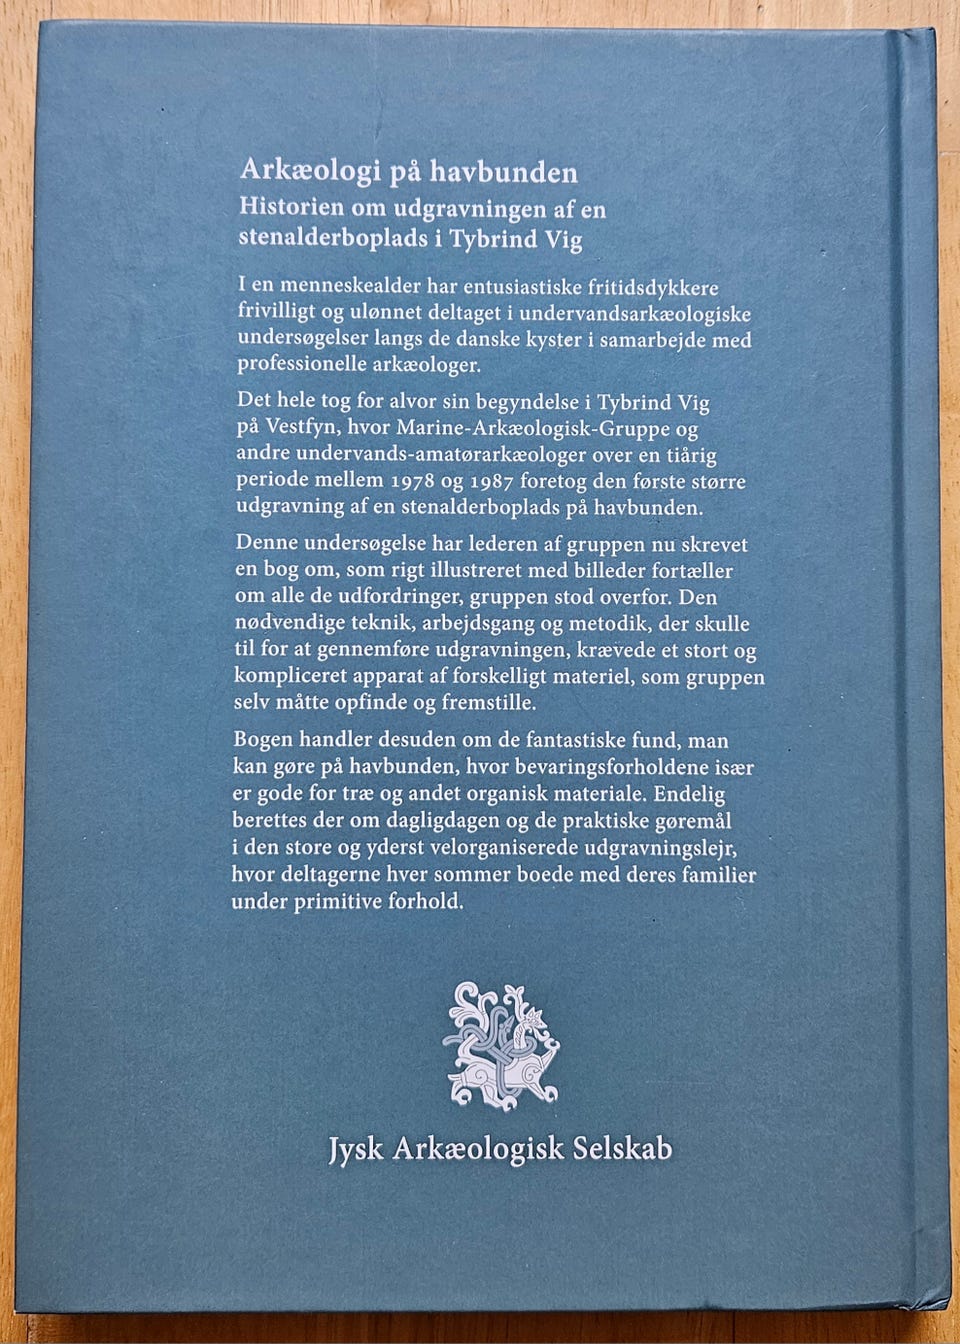 Arkæologi på havbunden
Historien om udgravningen af en
stenalderboplads i Tybrind Vig
I en menneskealder har entusiastiske fritidsdykkere
frivilligt og ulønnet deltaget i undervandsarkæologiske
undersøgelser langs de danske kyster i samarbejde med
professionelle arkæologer.
Det hele tog for alvor sin begyndelse i Tybrind Vig
på Vestfyn, hvor Marine-Arkæologisk-Gruppe og
andre undervands-amatørarkæologer over en tiårig
periode mellem 1978 og 1987 foretog den første større
udgravning af en stenalderboplads på havbunden.
Denne undersøgelse har lederen af gruppen nu skrevet
en bog om, som rigt illustreret med billeder fortæller
om alle de udfordringer, gruppen stod overfor. Den
nødvendige teknik, arbejdsgang og metodik, der skulle
til for at gennemføre udgravningen, krævede et stort og
kompliceret apparat af forskelligt materiel, som gruppen
selv måtte opfinde og fremstille.
Bogen handler desuden om de fantastiske fund, man
kan gøre på havbunden, hvor bevaringsforholdene især
er gode for træ og andet organisk materiale. Endelig
berettes der om dagligdagen og de praktiske gøremål
i den store og yderst velorganiserede udgravningslejr,
hvor deltagerne hver sommer boede med deres familier
under primitive forhold.
Jysk Arkæologisk Selskab